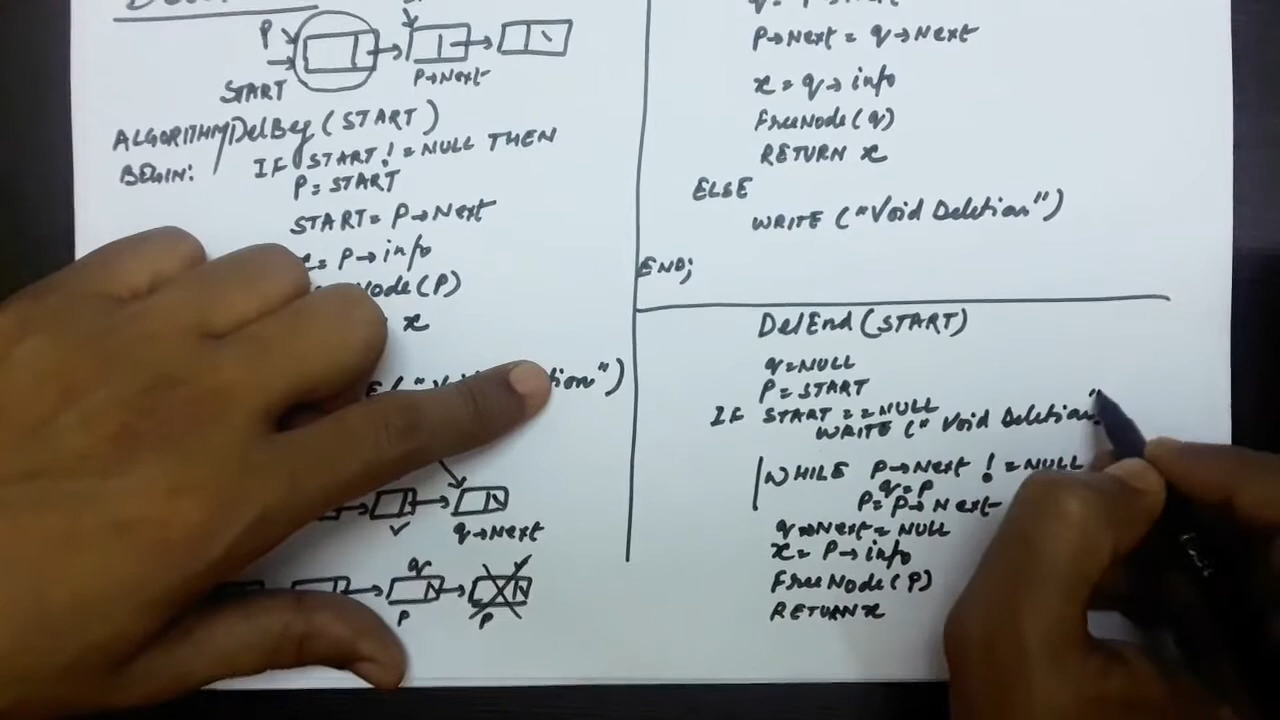 P
START
P→Next
ALGORITHM DelBeg (START)
BEGIN: IF START != NULL THEN
P = START
START = P→Next
= P→info
Node(P)
x
tion")
q→Next
q
P
P
P→Next = q→Next
x = q→info
FreeNode(q)
RETURN x
ELSE
WRITE ("Void Deletion")
END;
DelEnd(START)
q=NULL
P = START
IF START == NULL
WRITE (" Void Deletion"
WHILE P→Next != NULL
q=P
P= P→Next
q→Next = NULL
x = P→info
FreeNode(P)
RETURN x